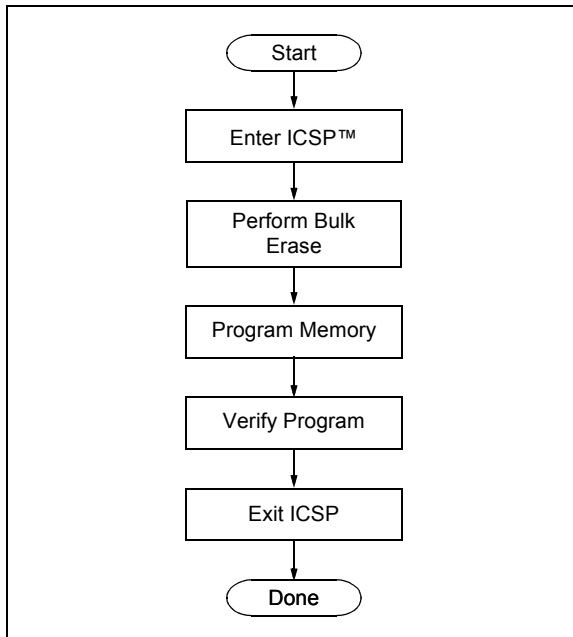 Start
Enter ICSP™
Perform Bulk
Erase
Program Memory
Verify Program
Exit ICSP
Done